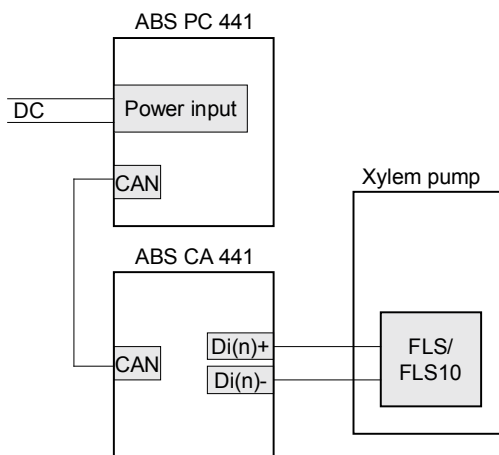 ABS PC 441
DC
Power input
CAN
Xylem pump
ABS CA 441
Di(n)+
CAN
Di(n)-
FLS/
FLS10